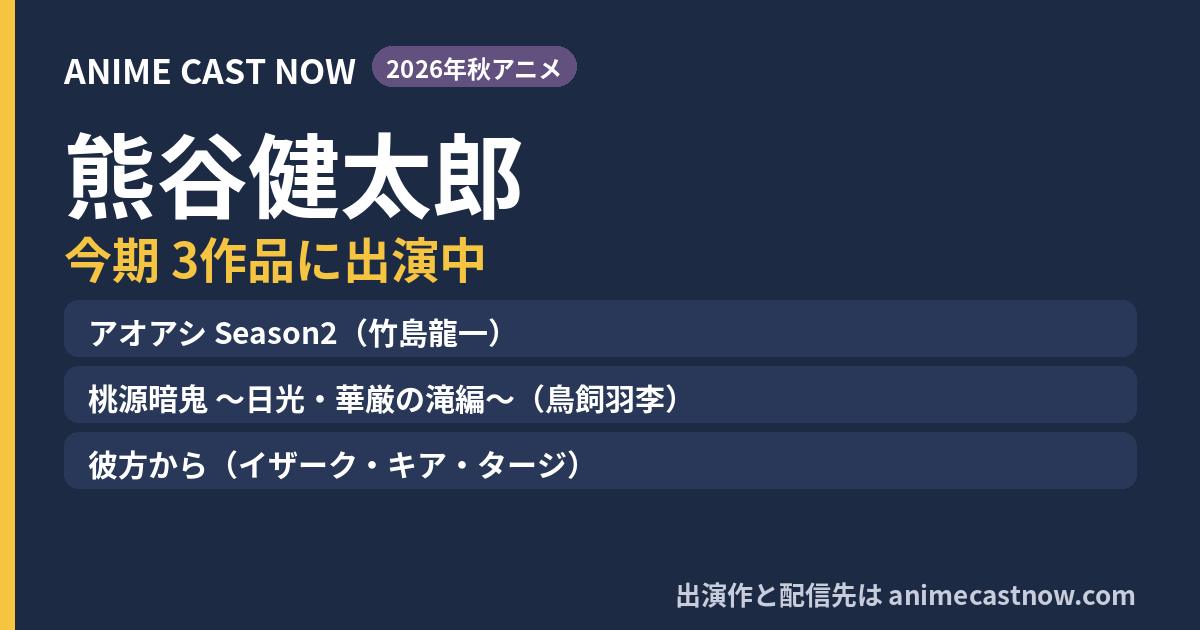 ANIME CAST NOW 2026年秋アニメ
熊谷健太郎
今期 3作品に出演中
アオアシ Season2（竹島龍一）
桃源暗鬼 〜日光・華厳の滝編〜（鳥飼羽李）
彼方から（イザーク・キア・タージ）
出演作と配信先は animecastnow.com